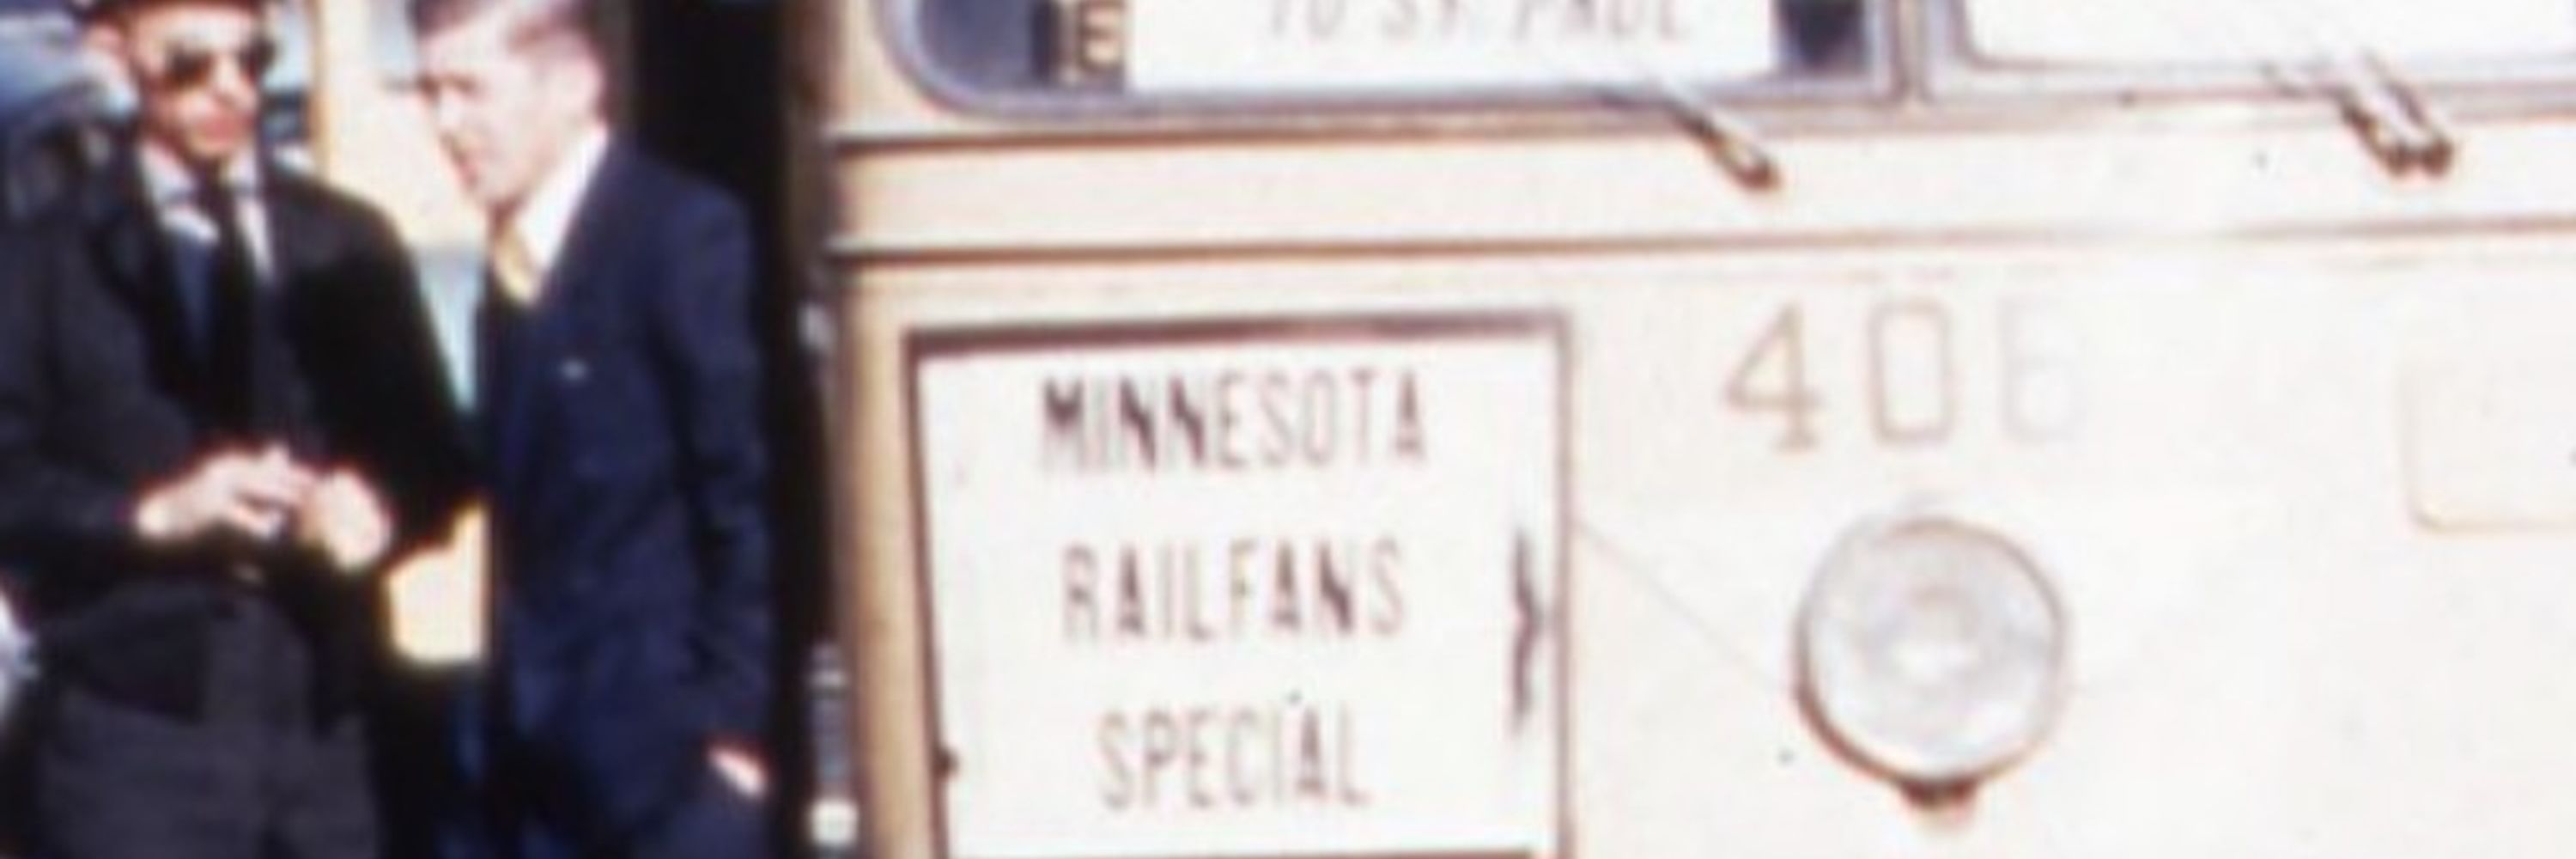 TO ST. PAUL
406
MINNESOTA
RAILFANS
SPECIAL